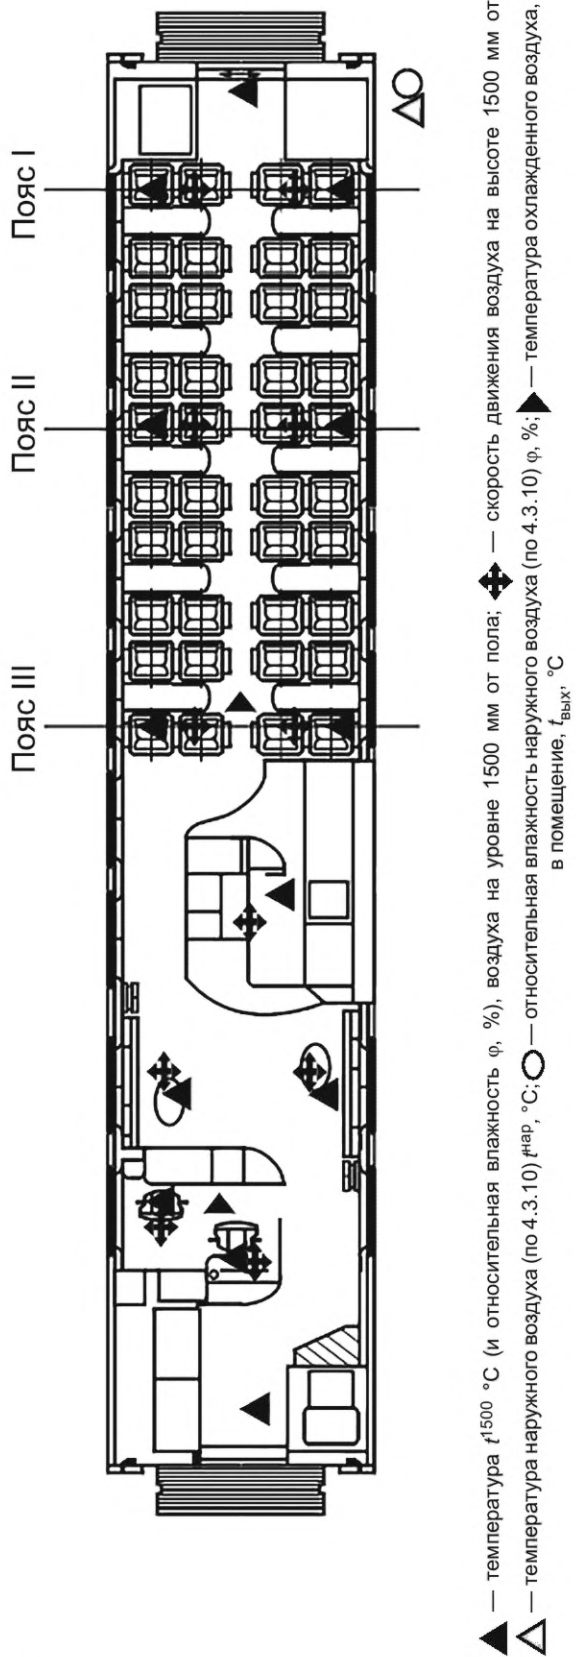 Пояс I
Пояс II
Пояс III
— температура t¹⁵⁰⁰ °C (и относительная влажность φ, %), воздуха на уровне 1500 мм от пола; — скорость движения воздуха на высоте 1500 мм от
— температура наружного воздуха (по 4.3.10) tнар, °C; — относительная влажность наружного воздуха (по 4.3.10) φ, %; — температура охлажденного воздуха,
в помещение, tвых, °C